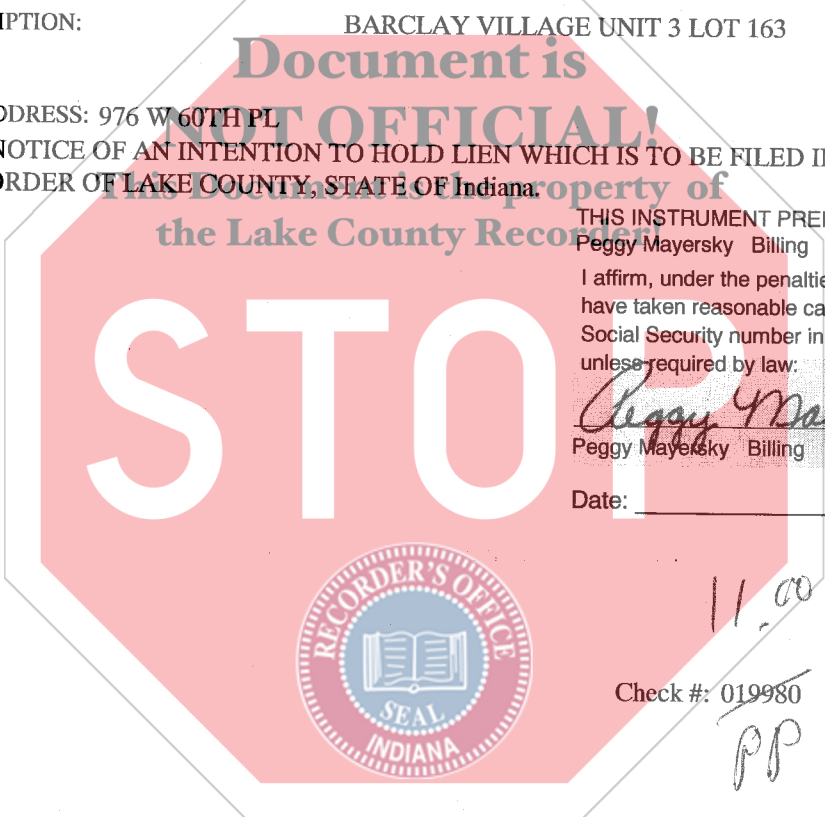 IPTION: BARCLAY VILLAGE UNIT 3 LOT 163
Document is
DDRESS: 976 W 60TH PL
NOT OFFICIAL!
NOTICE OF AN INTENTION TO HOLD LIEN WHICH IS TO BE FILED I
ORDER OF LAKE COUNTY, STATE OF Indiana.
This Document is the property of
the Lake County Recorder!
THIS INSTRUMENT PRE
Peggy Mayersky Billing
I affirm, under the penaltie
have taken reasonable ca
Social Security number in
unless required by law:
Peggy Ma
Peggy Mayersky Billing
Date:
STOP
11.00
Check #: 019980
PP
RECORDER'S OFFICE
SEAL
INDIANA